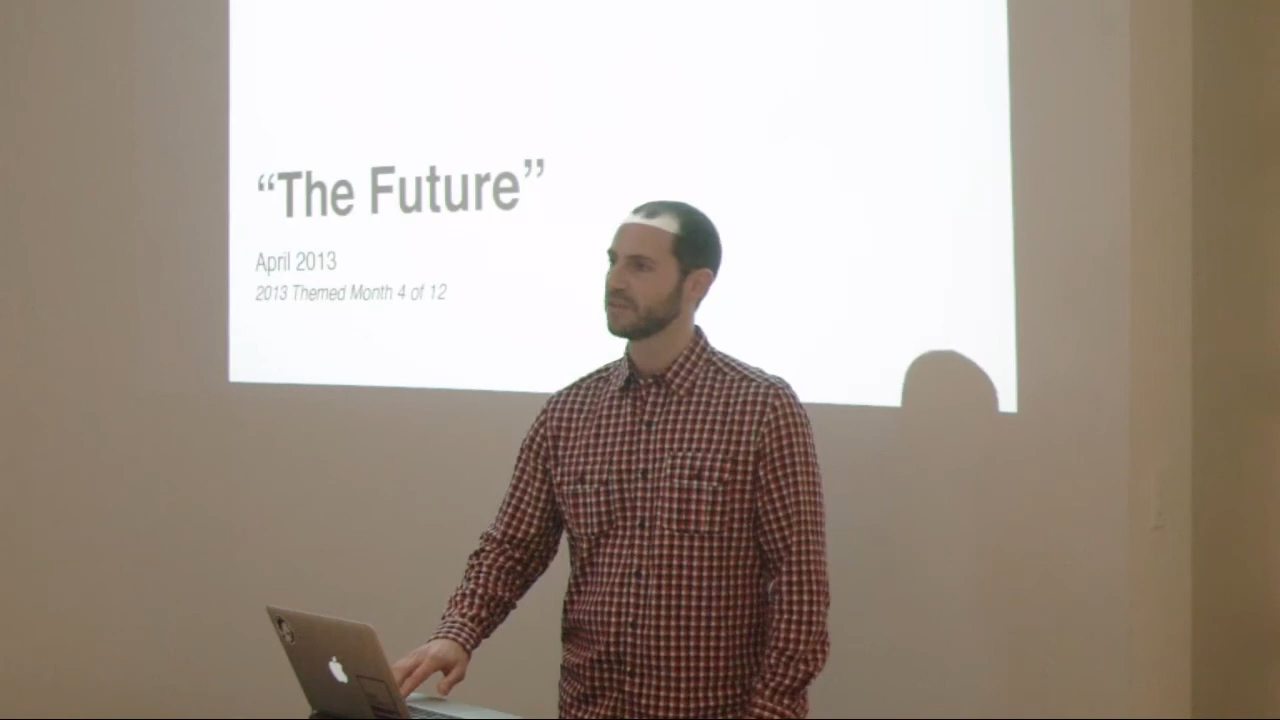 “The Future”
April 2013
2013 Themed Month 4 of 12